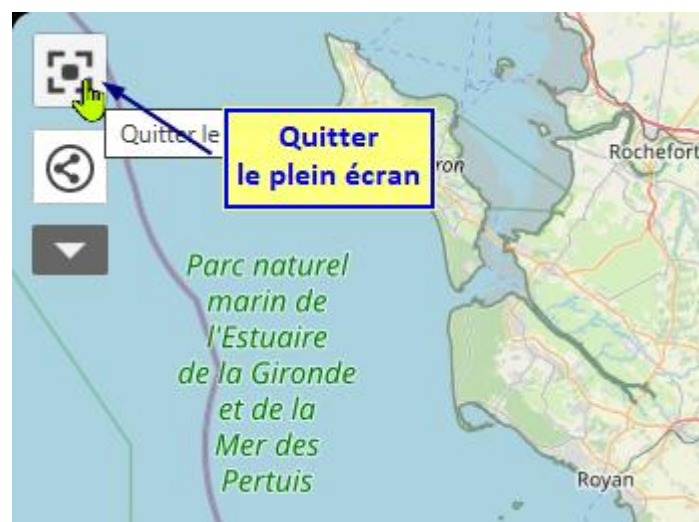 Quitter le
Quitter
le plein écran
ron
Rochefort
Parc naturel
marin de
l'Estuaire
de la Gironde
et de la
Mer des
Pertuis
Royan